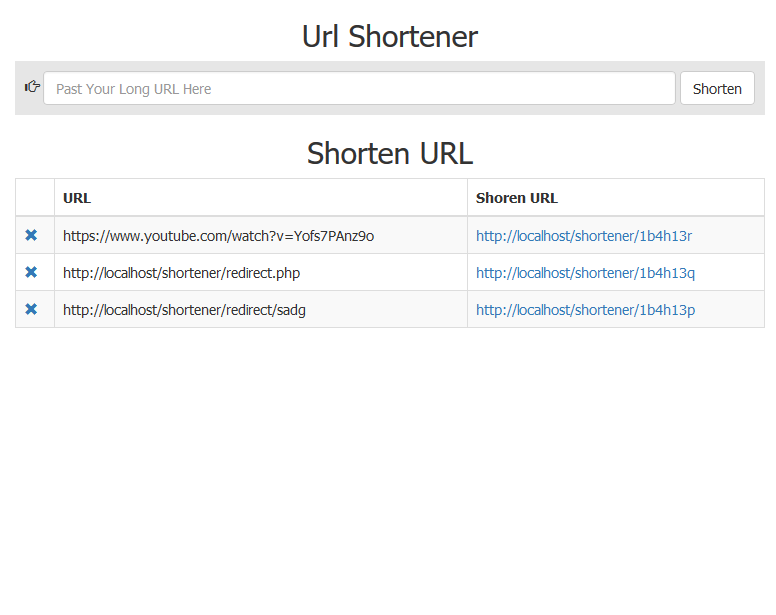 Url Shortener
Past Your Long URL Here Shorten
Shorten URL
URL Shoren URL
https://www.youtube.com/watch?v=Yofs7PAnz9o http://localhost/shortener/1b4h13r
http://localhost/shortener/redirect.php http://localhost/shortener/1b4h13q
http://localhost/shortener/redirect/sadg http://localhost/shortener/1b4h13p